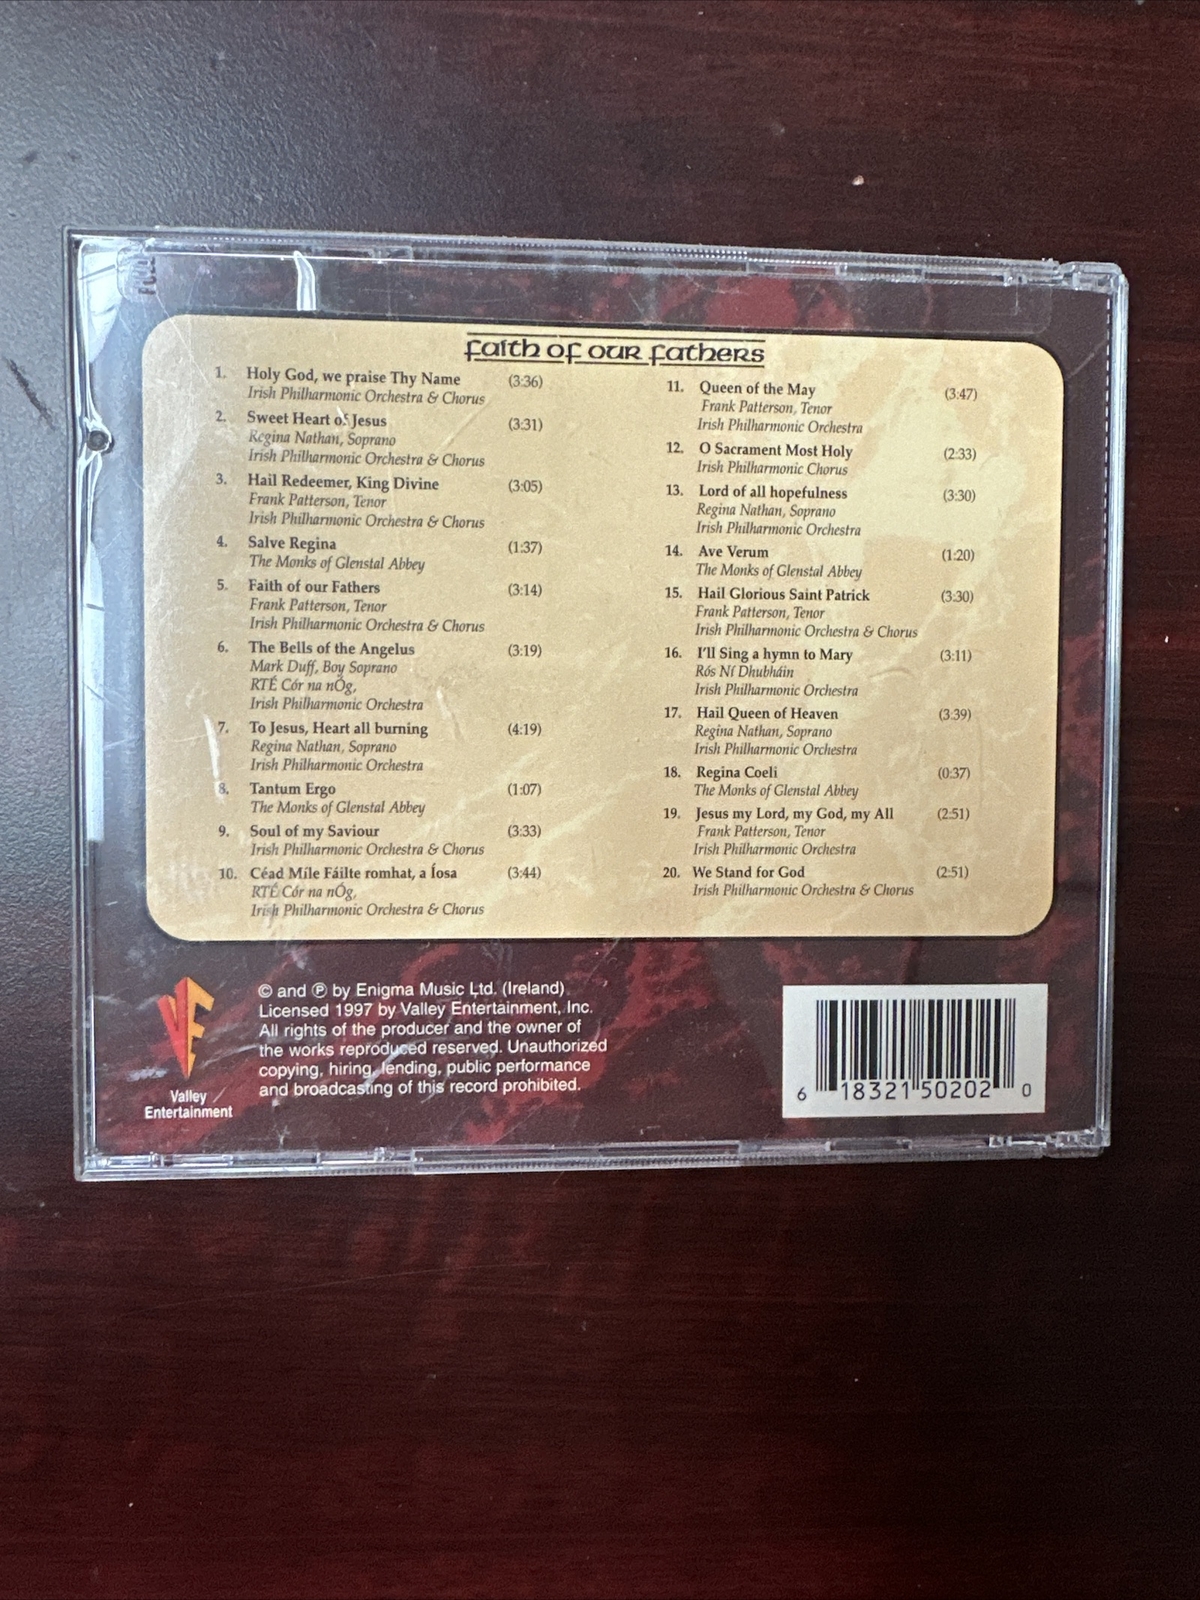 Faith of our Fathers
1. Holy God, we praise Thy Name (3:36)
Irish Philharmonic Orchestra & Chorus
2. Sweet Heart of Jesus (3:31)
Regina Nathan, Soprano
Irish Philharmonic Orchestra & Chorus
3. Hail Redeemer, King Divine (3:05)
Frank Patterson, Tenor
Irish Philharmonic Orchestra & Chorus
4. Salve Regina (1:37)
The Monks of Glenstal Abbey
5. Faith of our Fathers (3:14)
Frank Patterson, Tenor
Irish Philharmonic Orchestra & Chorus
6. The Bells of the Angelus (3:19)
Mark Duff, Boy Soprano
RTÉ Cór na nÓg,
Irish Philharmonic Orchestra
7. To Jesus, Heart all burning (4:19)
Regina Nathan, Soprano
Irish Philharmonic Orchestra
8. Tantum Ergo (1:07)
The Monks of Glenstal Abbey
9. Soul of my Saviour (3:33)
Irish Philharmonic Orchestra & Chorus
10. Céad Míle Fáilte romhat, a Íosa (3:44)
RTÉ Cór na nÓg,
Irish Philharmonic Orchestra & Chorus
11. Queen of the May (3:47)
Frank Patterson, Tenor
Irish Philharmonic Orchestra
12. O Sacrament Most Holy (2:33)
Irish Philharmonic Chorus
13. Lord of all hopefulness (3:30)
Regina Nathan, Soprano
Irish Philharmonic Orchestra
14. Ave Verum (1:20)
The Monks of Glenstal Abbey
15. Hail Glorious Saint Patrick (3:30)
Frank Patterson, Tenor
Irish Philharmonic Orchestra & Chorus
16. I'll Sing a hymn to Mary (3:11)
Rós Ní Dhubháin
Irish Philharmonic Orchestra
17. Hail Queen of Heaven (3:39)
Regina Nathan, Soprano
Irish Philharmonic Orchestra
18. Regina Coeli (0:37)
The Monks of Glenstal Abbey
19. Jesus my Lord, my God, my All (2:51)
Frank Patterson, Tenor
Irish Philharmonic Orchestra
20. We Stand for God (2:51)
Irish Philharmonic Orchestra & Chorus
VE
Valley
Entertainment
© and ℗ by Enigma Music Ltd. (Ireland)
Licensed 1997 by Valley Entertainment, Inc.
All rights of the producer and the owner of
the works reproduced reserved. Unauthorized
copying, hiring, lending, public performance
and broadcasting of this record prohibited.
6 18321 50202 0